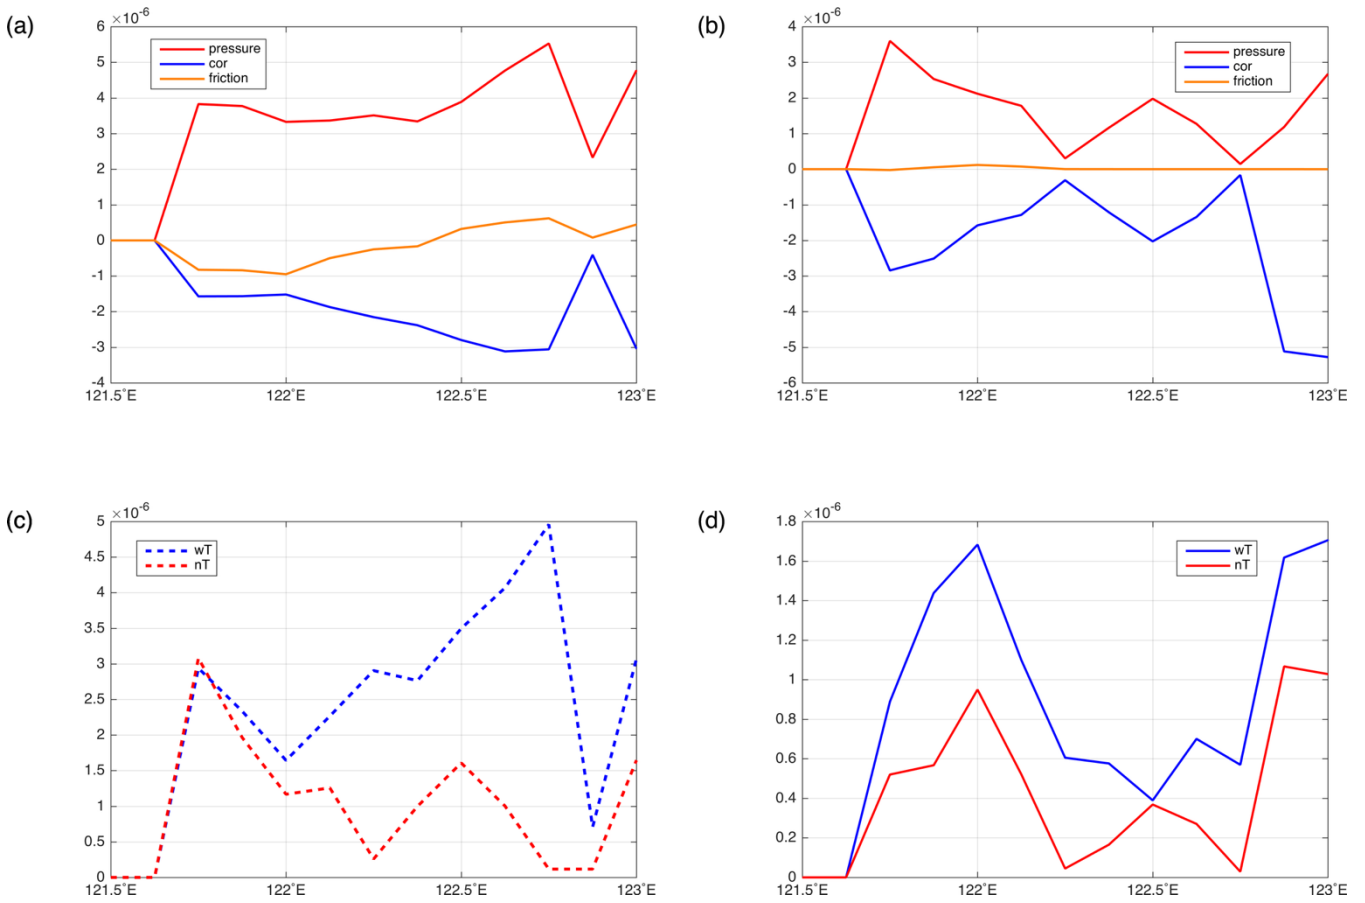 (a)
×10-6
6
5
4
3
2
1
0
-1
-2
-3
-4
pressure
cor
friction
121.5°E
122°E
122.5°E
123°E
(b)
×10-6
4
3
2
1
0
-1
-2
-3
-4
-5
-6
pressure
cor
friction
121.5°E
122°E
122.5°E
123°E
(c)
×10-6
5
4.5
4
3.5
3
2.5
2
1.5
1
0.5
0
wT
nT
121.5°E
122°E
122.5°E
123°E
(d)
×10-6
1.8
1.6
1.4
1.2
1
0.8
0.6
0.4
0.2
0
wT
nT
121.5°E
122°E
122.5°E
123°E